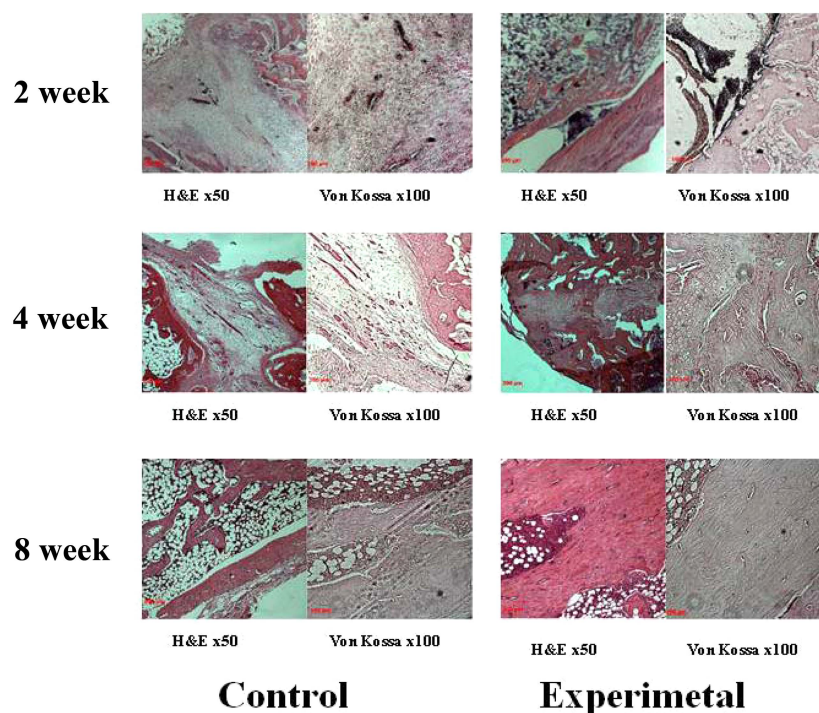 2 week
H&E x50 Von Kossa x100 H&E x50 Von Kossa x100
4 week
H&E x50 Von Kossa x100 H&E x50 Von Kossa x100
8 week
H&E x50 Von Kossa x100 H&E x50 Von Kossa x100
Control Experimetal